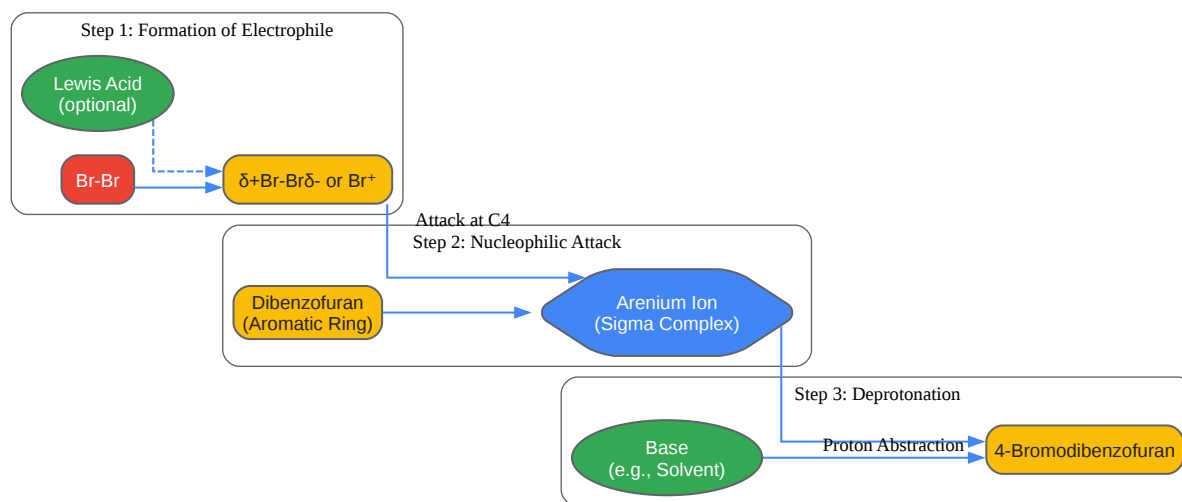 Step 1: Formation of Electrophile
Lewis Acid
(optional)
Br-Br
δ+Br-Brδ- or Br⁺
Attack at C4
Step 2: Nucleophilic Attack
Dibenzofuran
(Aromatic Ring)
Arenium Ion
(Sigma Complex)
Step 3: Deprotonation
Base
(e.g., Solvent)
Proton Abstraction
4-Bromodibenzofuran